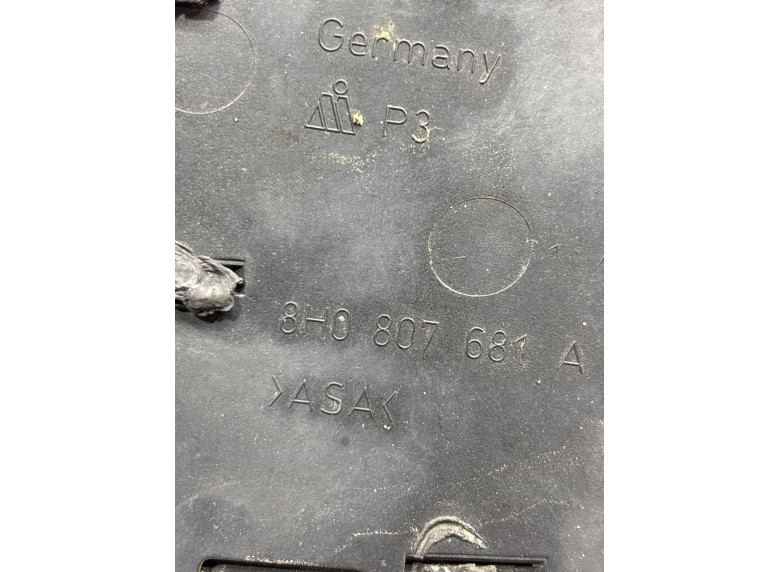 Germany
P3
8H0 807 681 A
>ASA<